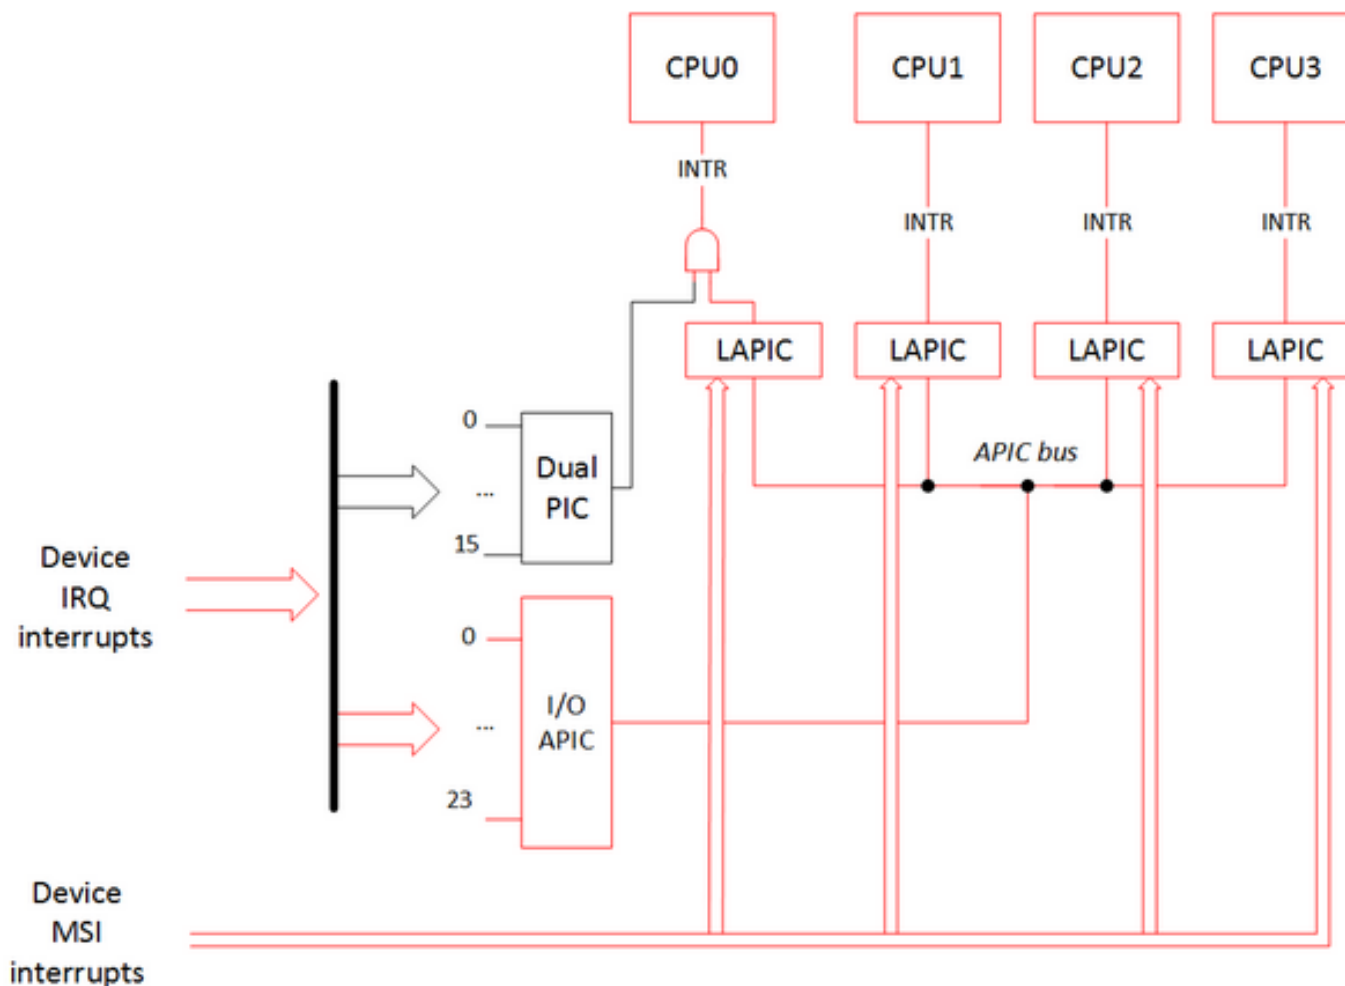 CPU0
CPU1
CPU2
CPU3
INTR
INTR
INTR
INTR
LAPIC
LAPIC
LAPIC
LAPIC
APIC bus
0
...
15
Dual
PIC
Device
IRQ
interrupts
0
...
23
I/O
APIC
Device
MSI
interrupts